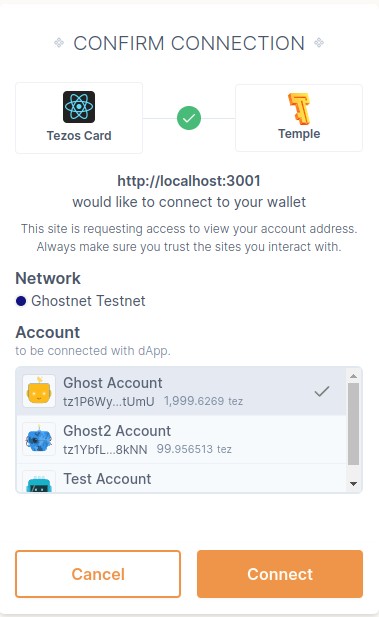 CONFIRM CONNECTION
Tezos Card
Temple
http://localhost:3001
would like to connect to your wallet
This site is requesting access to view your account address.
Always make sure you trust the sites you interact with.
Network
Ghostnet Testnet
Account
to be connected with dApp.
Ghost Account
tz1P6Wy...tUmU 1,999.6269 tez
Ghost2 Account
tz1YbfL...8kNN 99.956513 tez
Test Account
Cancel
Connect